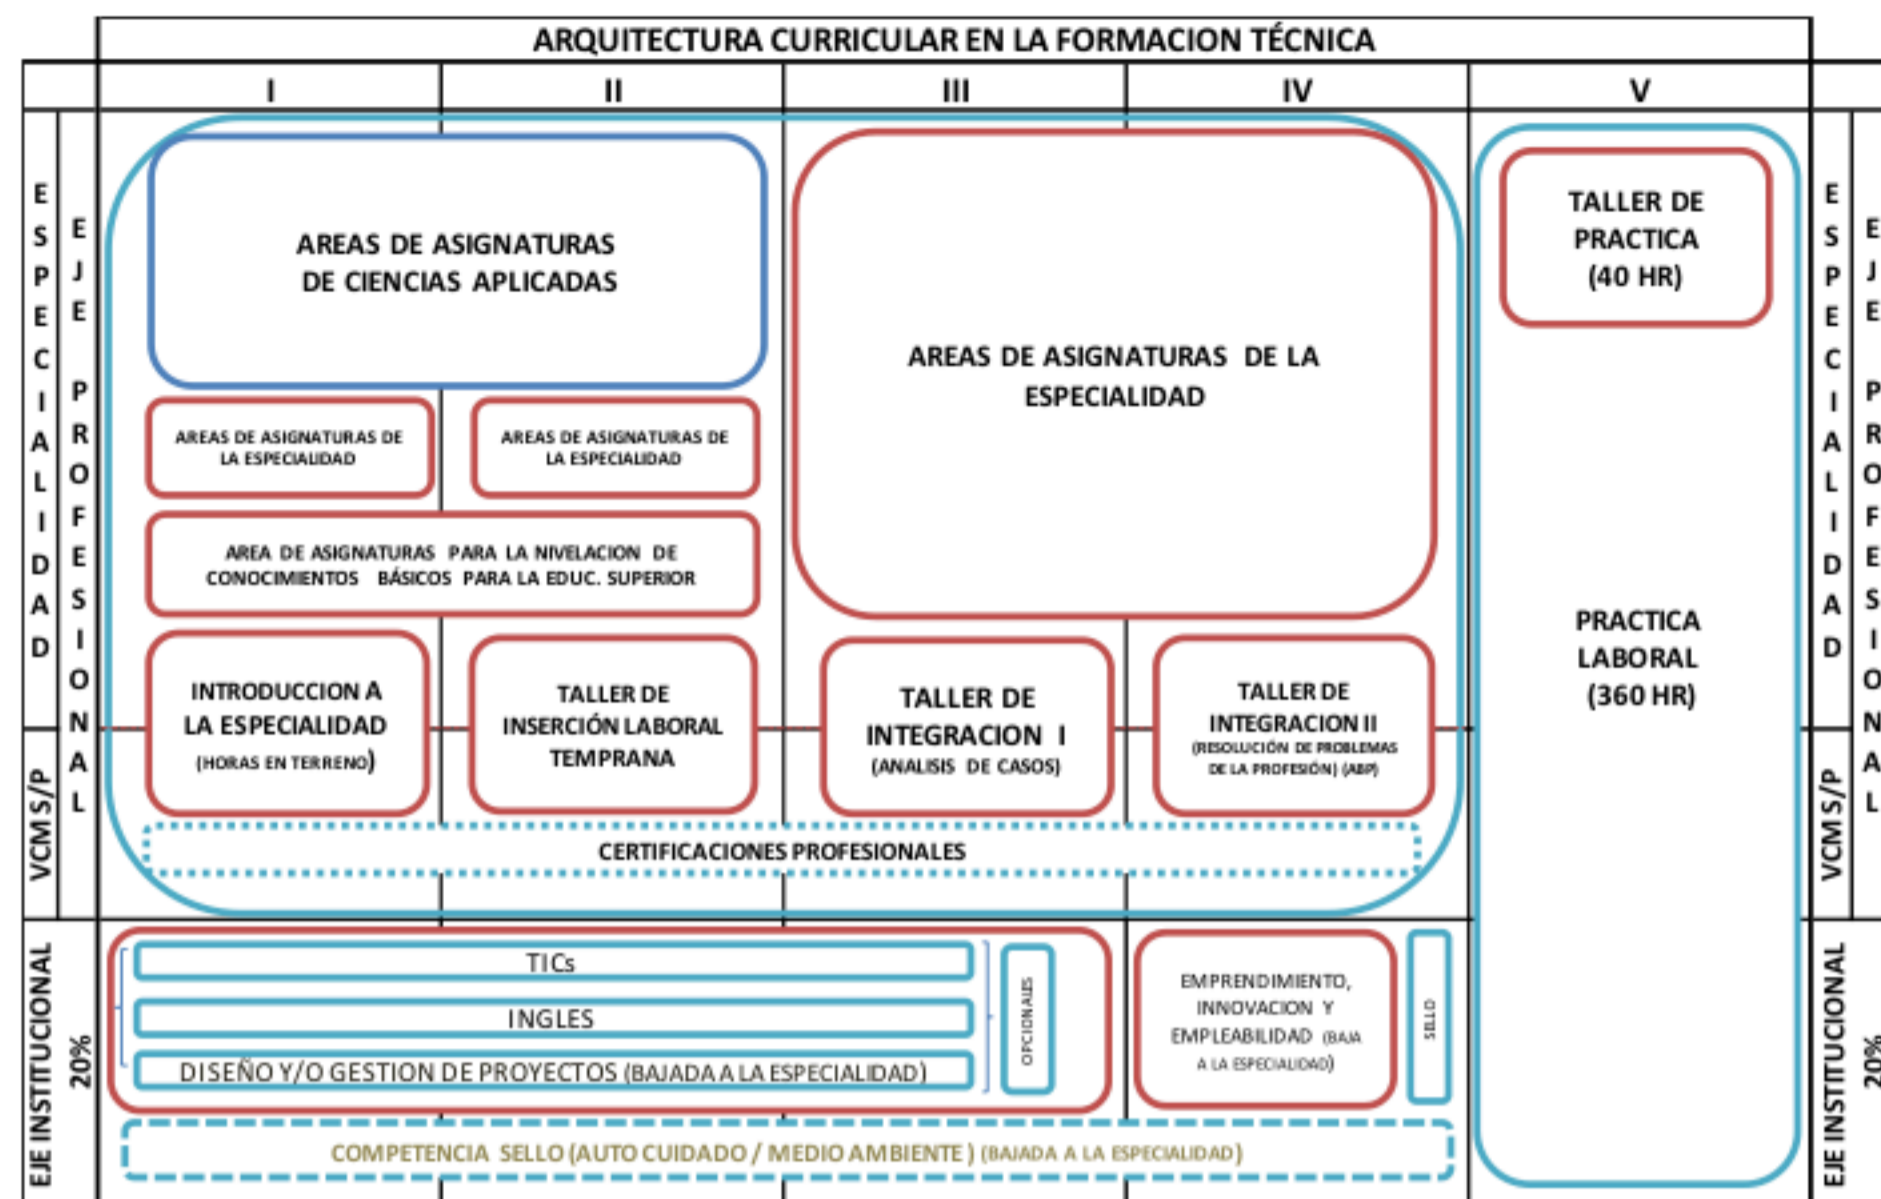 ARQUITECTURA CURRICULAR EN LA FORMACION TÉCNICA
I
II
III
IV
V
ESPECIALIDAD
EJE PROFESIONAL
VCM S/P
EJE INSTITUCIONAL
20%
AREAS DE ASIGNATURAS
DE CIENCIAS APLICADAS
AREAS DE ASIGNATURAS DE
LA ESPECIALIDAD
AREAS DE ASIGNATURAS DE
LA ESPECIALIDAD
AREA DE ASIGNATURAS PARA LA NIVELACION DE
CONOCIMIENTOS BÁSICOS PARA LA EDUC. SUPERIOR
INTRODUCCION A
LA ESPECIALIDAD
(HORAS EN TERRENO)
TALLER DE
INSERCIÓN LABORAL
TEMPRANA
AREAS DE ASIGNATURAS DE LA
ESPECIALIDAD
TALLER DE
INTEGRACION I
(ANALISIS DE CASOS)
TALLER DE
INTEGRACION II
(RESOLUCIÓN DE PROBLEMAS
DE LA PROFESIÓN) (ABP)
CERTIFICACIONES PROFESIONALES
TICs
INGLES
DISEÑO Y/O GESTION DE PROYECTOS (BAJADA A LA ESPECIALIDAD)
OPCIONALES
EMPRENDIMIENTO,
INNOVACION Y
EMPLEABILIDAD (BAJA
A LA ESPECIALIDAD)
SELLO
COMPETENCIA SELLO (AUTO CUIDADO / MEDIO AMBIENTE ) (BAJADA A LA ESPECIALIDAD)
TALLER DE
PRACTICA
(40 HR)
PRACTICA
LABORAL
(360 HR)
ESPECIALIDAD
EJE PROFESIONAL
VCM S/P
EJE INSTITUCIONAL
20%